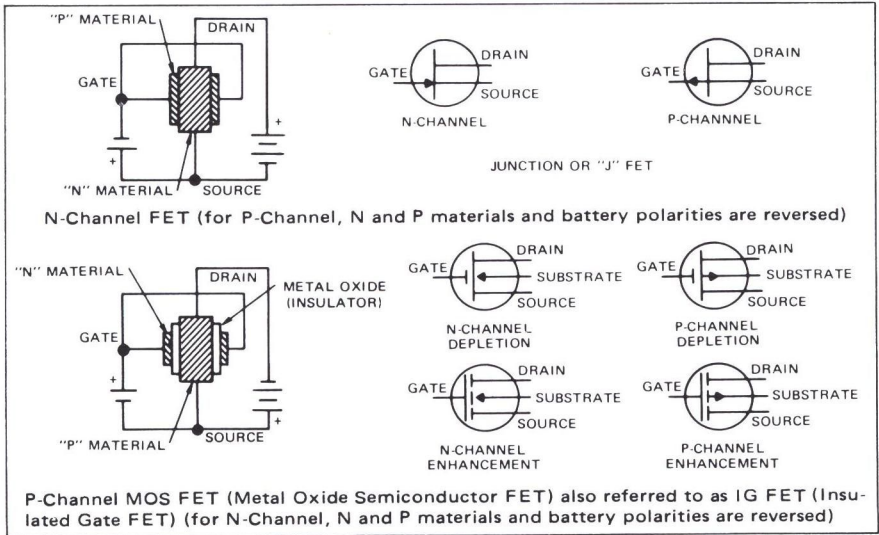 "P" MATERIAL
DRAIN
GATE
+
+
"N" MATERIAL
SOURCE
DRAIN
GATE
SOURCE
N-CHANNEL
DRAIN
GATE
SOURCE
P-CHANNNEL
JUNCTION OR "J" FET
N-Channel FET (for P-Channel, N and P materials and battery polarities are reversed)
"N" MATERIAL
DRAIN
METAL OXIDE
(INSULATOR)
GATE
+
+
"P" MATERIAL
SOURCE
DRAIN
GATE
SUBSTRATE
SOURCE
N-CHANNEL
DEPLETION
DRAIN
GATE
SUBSTRATE
SOURCE
P-CHANNEL
DEPLETION
DRAIN
GATE
SUBSTRATE
SOURCE
N-CHANNEL
ENHANCEMENT
DRAIN
GATE
SUBSTRATE
SOURCE
P-CHANNEL
ENHANCEMENT
P-Channel MOS FET (Metal Oxide Semiconductor FET) also referred to as IG FET (Insu-
lated Gate FET) (for N-Channel, N and P materials and battery polarities are reversed)